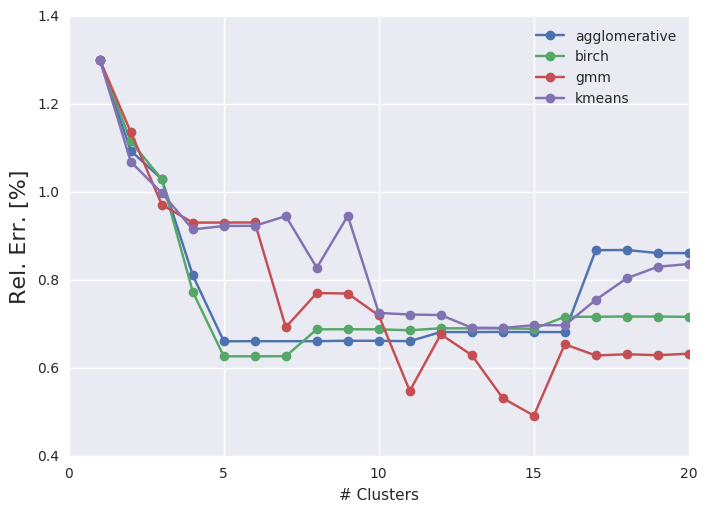 1.4
1.2
1.0
0.8
0.6
0.4
Rel. Err. [%]
agglomerative
birch
gmm
kmeans
0 5 10 15 20
# Clusters